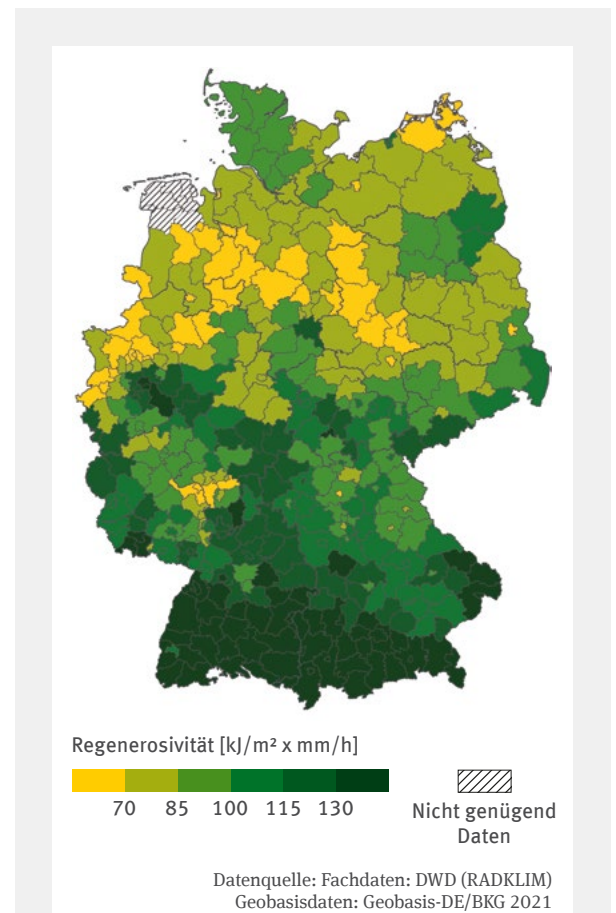 Regenerosivität [kJ/m² x mm/h]
70 85 100 115 130
Nicht genügend
Daten
Datenquelle: Fachdaten: DWD (RADKLIM)
Geobasisdaten: Geobasis-DE/BKG 2021